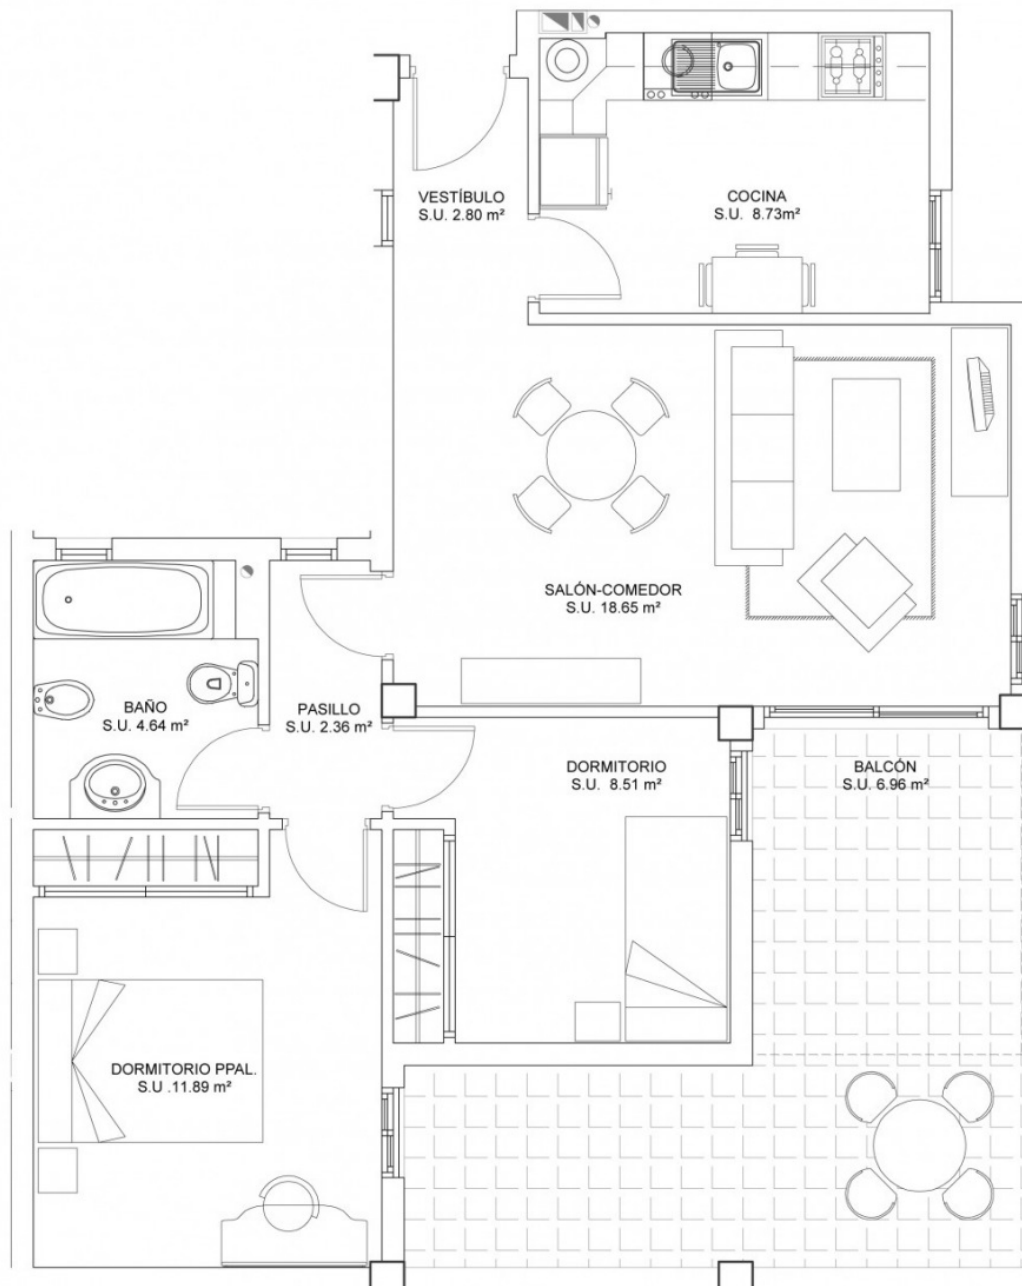 VESTÍBULO
S.U. 2.80 m²
COCINA
S.U. 8.73m²
SALÓN-COMEDOR
S.U. 18.65 m²
BAÑO
S.U. 4.64 m²
PASILLO
S.U. 2.36 m²
DORMITORIO
S.U. 8.51 m²
BALCÓN
S.U. 6.96 m²
DORMITORIO PPAL.
S.U .11.89 m²